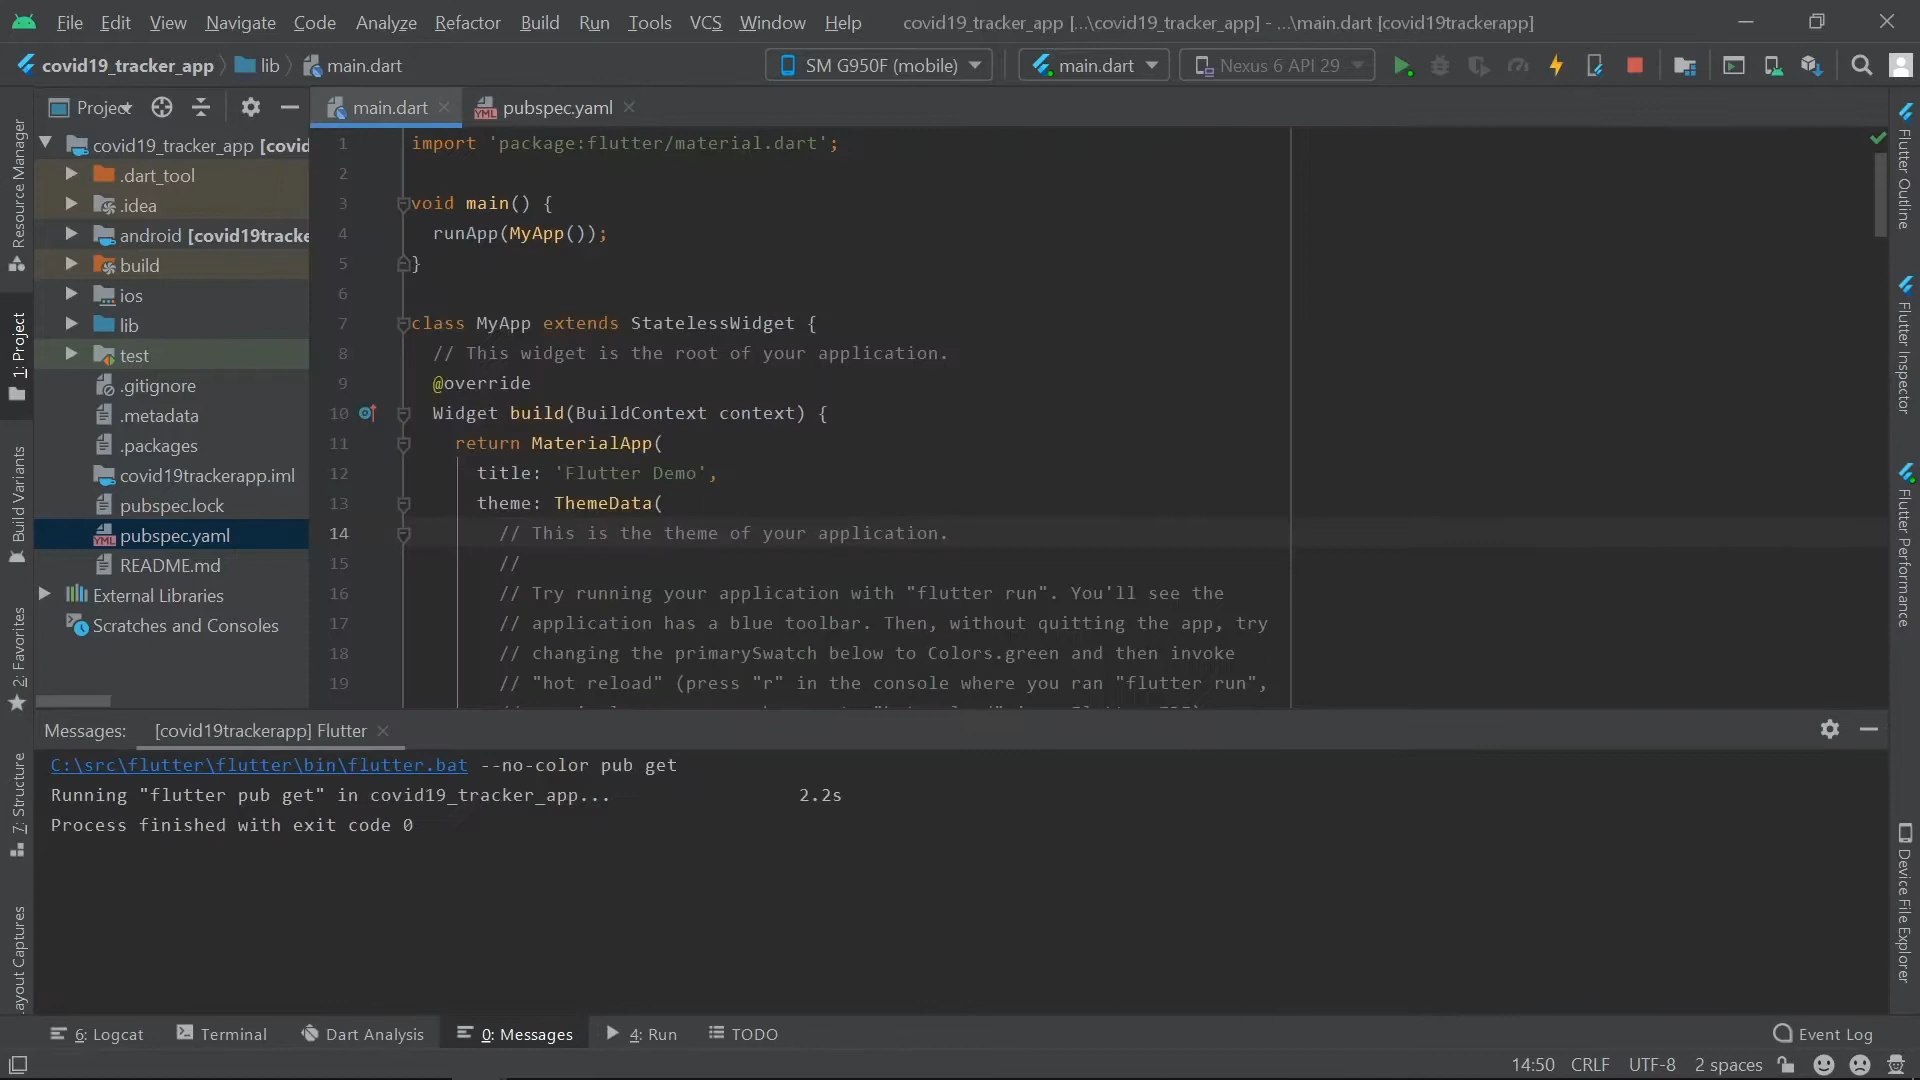 File Edit View Navigate Code Analyze Refactor Build Run Tools VCS Window Help covid19_tracker_app [...\covid19_tracker_app] - ...\main.dart [covid19trackerapp]
covid19_tracker_app lib main.dart SM G950F (mobile) main.dart Nexus 6 API 29
Project main.dart pubspec.yaml
covid19_tracker_app [covid
.dart_tool
.idea
android [covid19tracke
build
ios
lib
test
.gitignore
.metadata
.packages
covid19trackerapp.iml
pubspec.lock
pubspec.yaml
README.md
External Libraries
Scratches and Consoles
1 import 'package:flutter/material.dart';
2
3 void main() {
4 runApp(MyApp());
5 }
6
7 class MyApp extends StatelessWidget {
8 // This widget is the root of your application.
9 @override
10 Widget build(BuildContext context) {
11 return MaterialApp(
12 title: 'Flutter Demo',
13 theme: ThemeData(
14 // This is the theme of your application.
15 //
16 // Try running your application with "flutter run". You'll see the
17 // application has a blue toolbar. Then, without quitting the app, try
18 // changing the primarySwatch below to Colors.green and then invoke
19 // "hot reload" (press "r" in the console where you ran "flutter run",
Resource Manager
1: Project
Build Variants
2: Favorites
7: Structure
ayout Captures
Flutter Outline
Flutter Inspector
Flutter Performance
Device File Explorer
Messages: [covid19trackerapp] Flutter
C:\src\flutter\flutter\bin\flutter.bat --no-color pub get
Running "flutter pub get" in covid19_tracker_app... 2.2s
Process finished with exit code 0
6: Logcat Terminal Dart Analysis 0: Messages 4: Run TODO Event Log
14:50 CRLF UTF-8 2 spaces